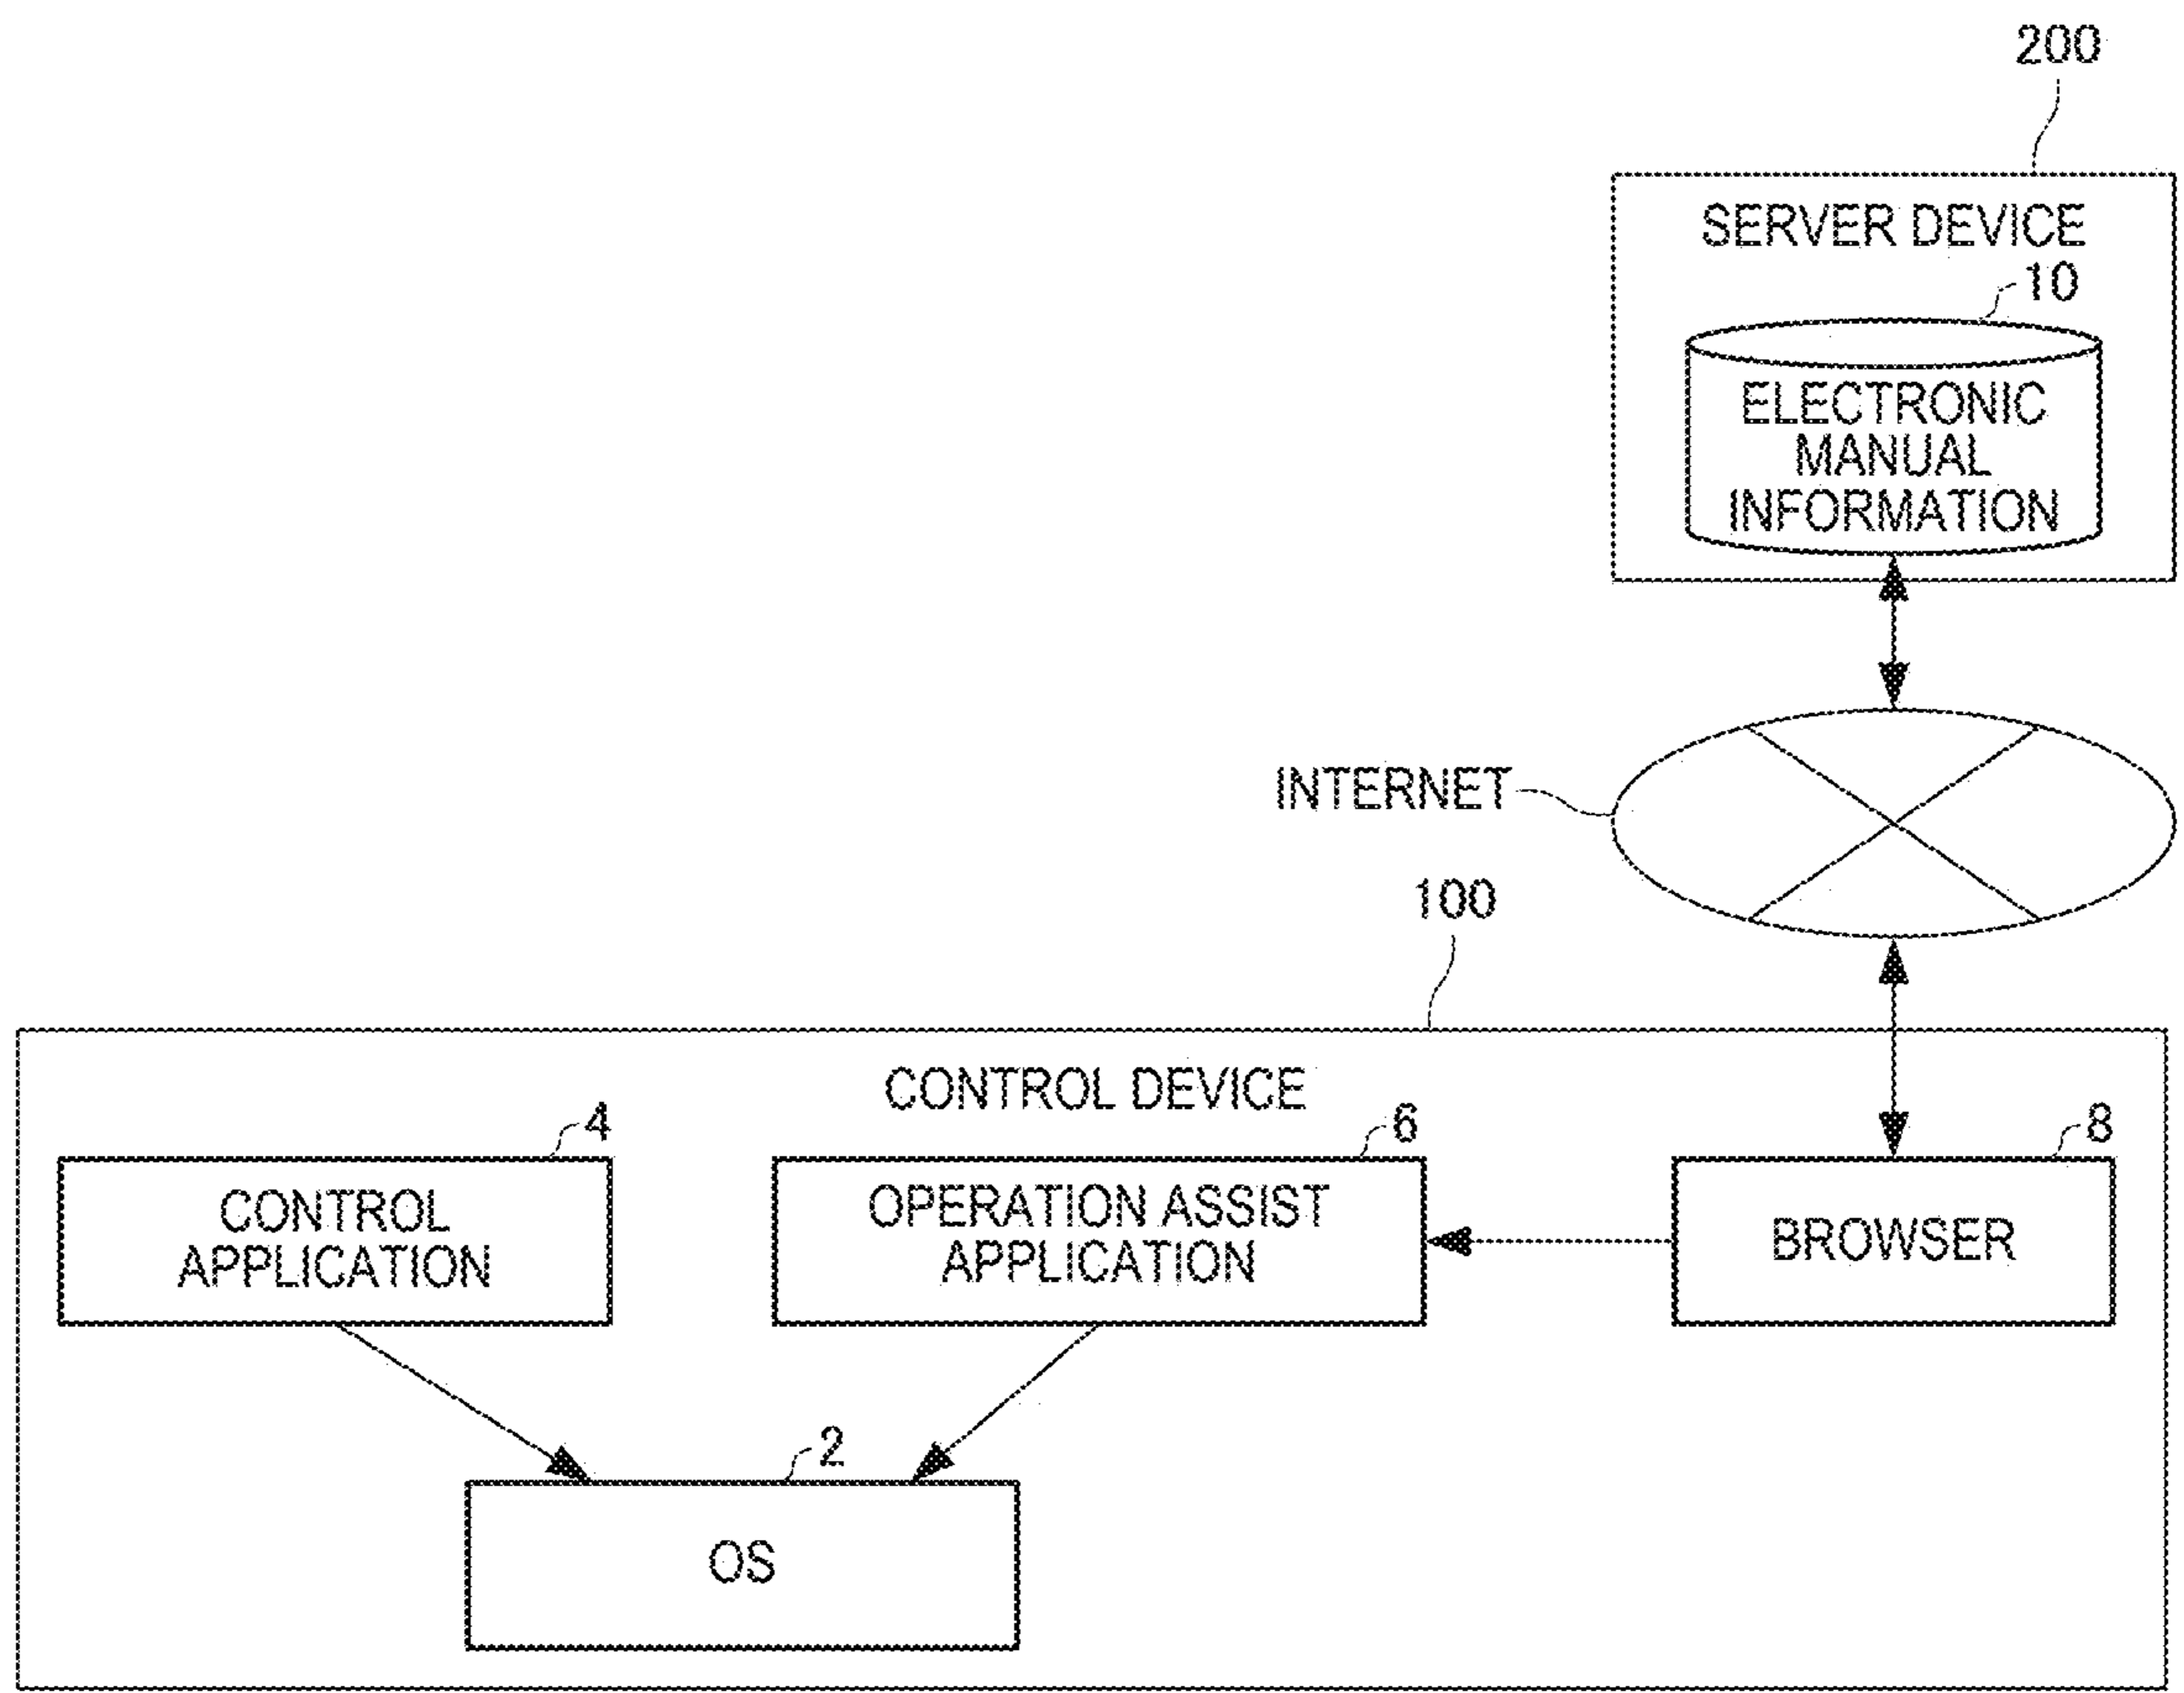 200
SERVER DEVICE
10
ELECTRONIC
MANUAL
INFORMATION
INTERNET
100
CONTROL DEVICE
4
CONTROL
APPLICATION
6
OPERATION ASSIST
APPLICATION
8
BROWSER
2
OS